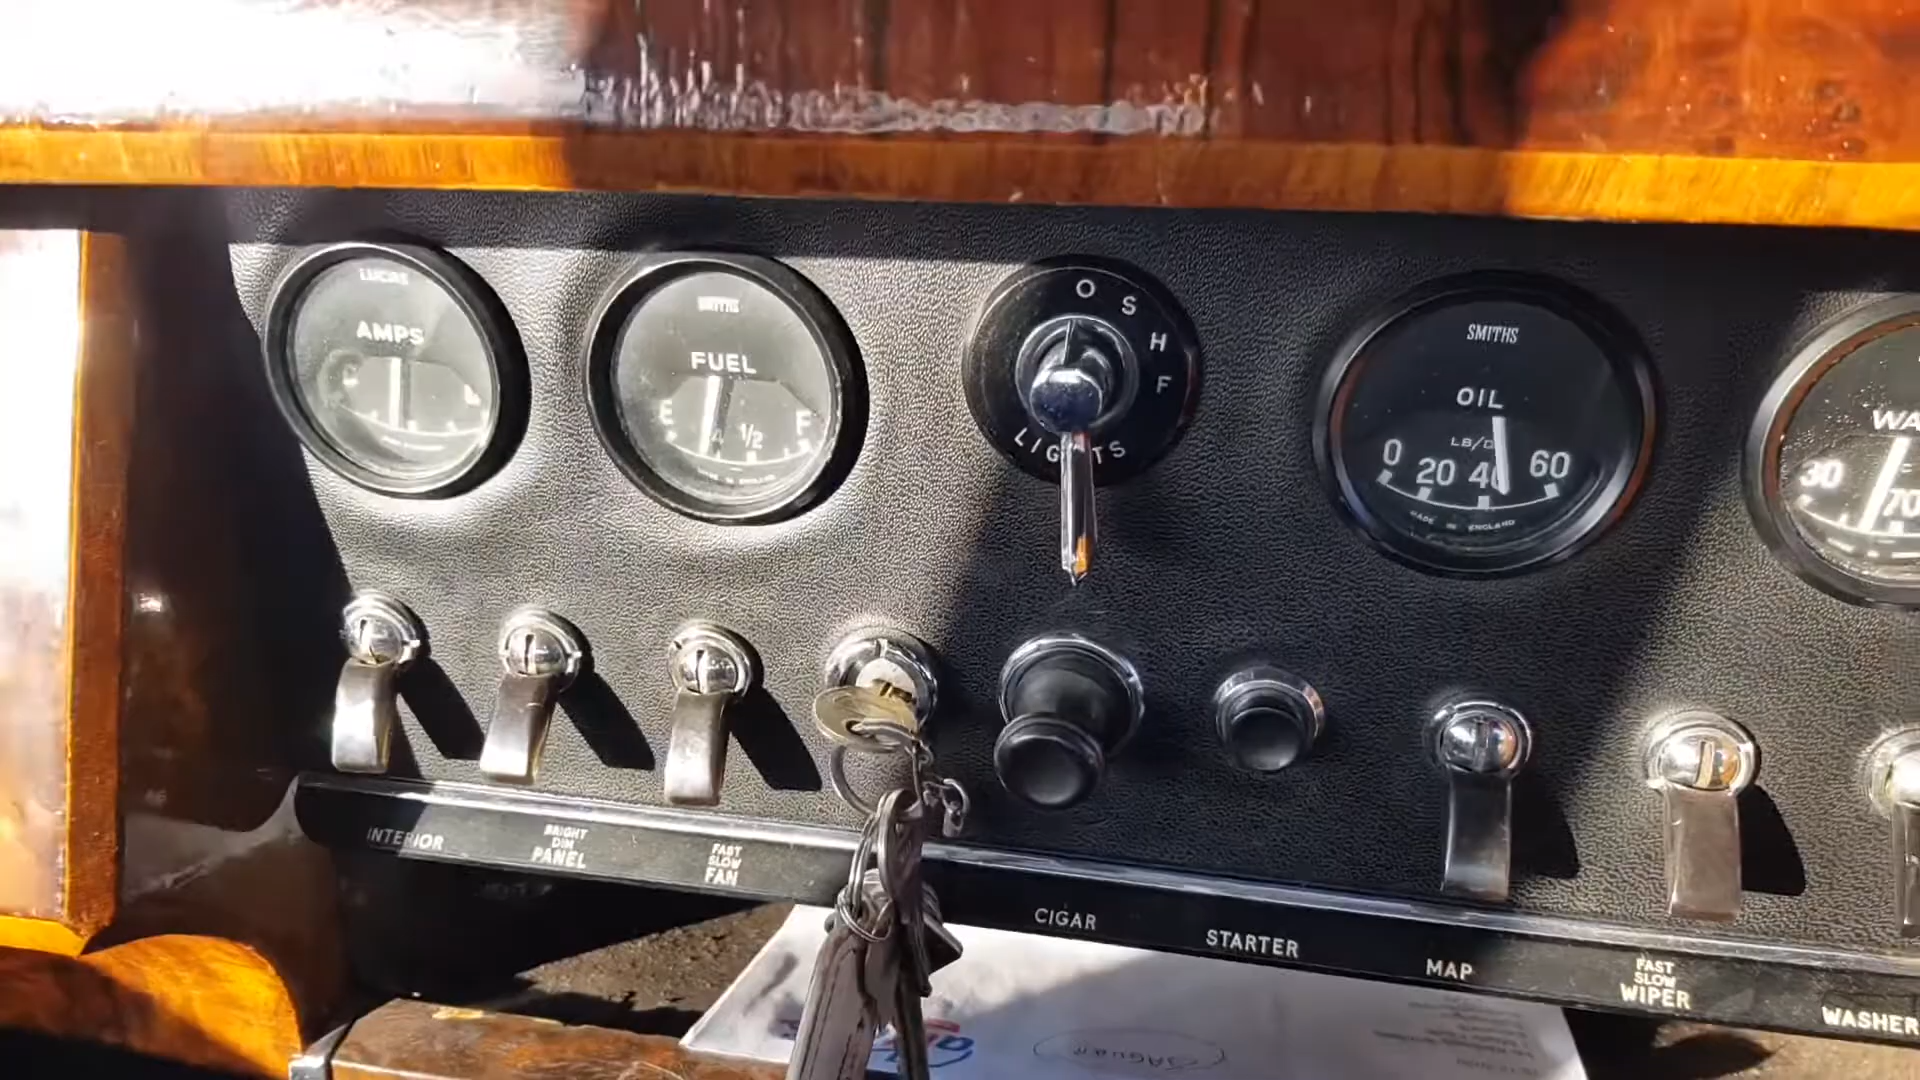 LUCAS
AMPS
SMITHS
FUEL
E
1/2
F
O
S
H
F
LIGHTS
SMITHS
OIL
0
20
40
60
MADE IN ENGLAND
30
70
INTERIOR
BRIGHT
DIM
PANEL
FAST
SLOW
FAN
CIGAR
STARTER
MAP
FAST
SLOW
WIPER
WASHER